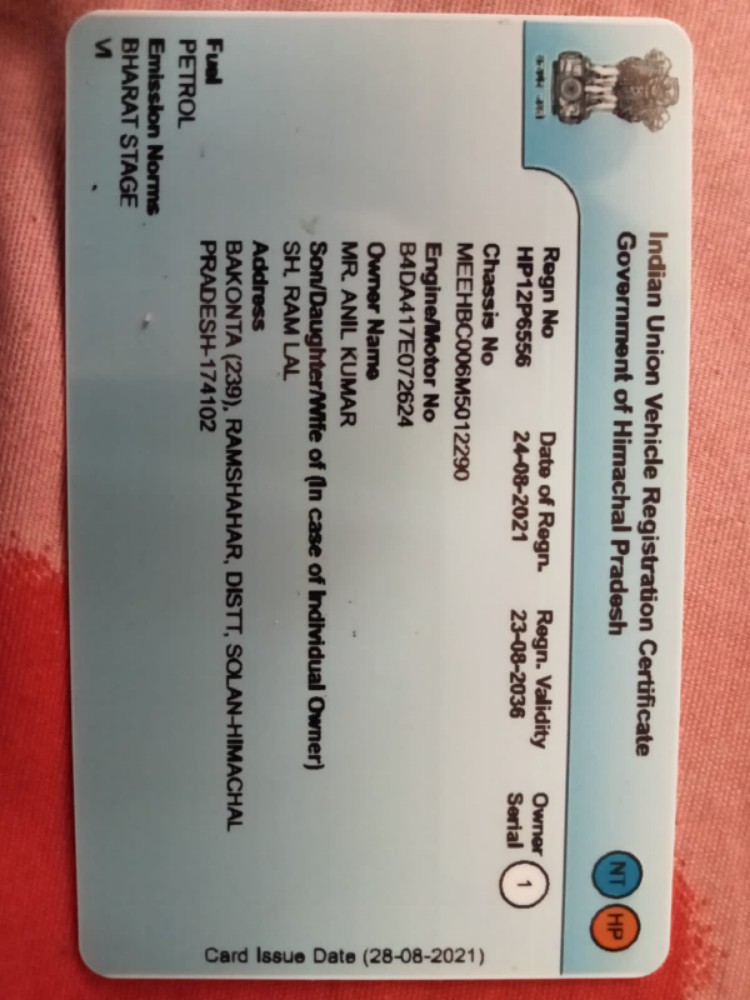 Indian Union Vehicle Registration Certificate
Government of Himachal Pradesh
NT HP
Regn No Date of Regn. Regn. Validity Owner
HP12P6556 24-08-2021 23-08-2036 Serial 1
Chassis No
MEEHBC006M5012290
Engine/Motor No
B4DA417E072624
Owner Name
MR. ANIL KUMAR
Son/Daughter/Wife of (In case of Individual Owner)
SH. RAM LAL
Address
BAKONTA (239), RAMSHAHAR, DISTT, SOLAN-HIMACHAL
PRADESH-174102
Fuel
PETROL
Emission Norms
BHARAT STAGE
VI
Card Issue Date (28-08-2021)